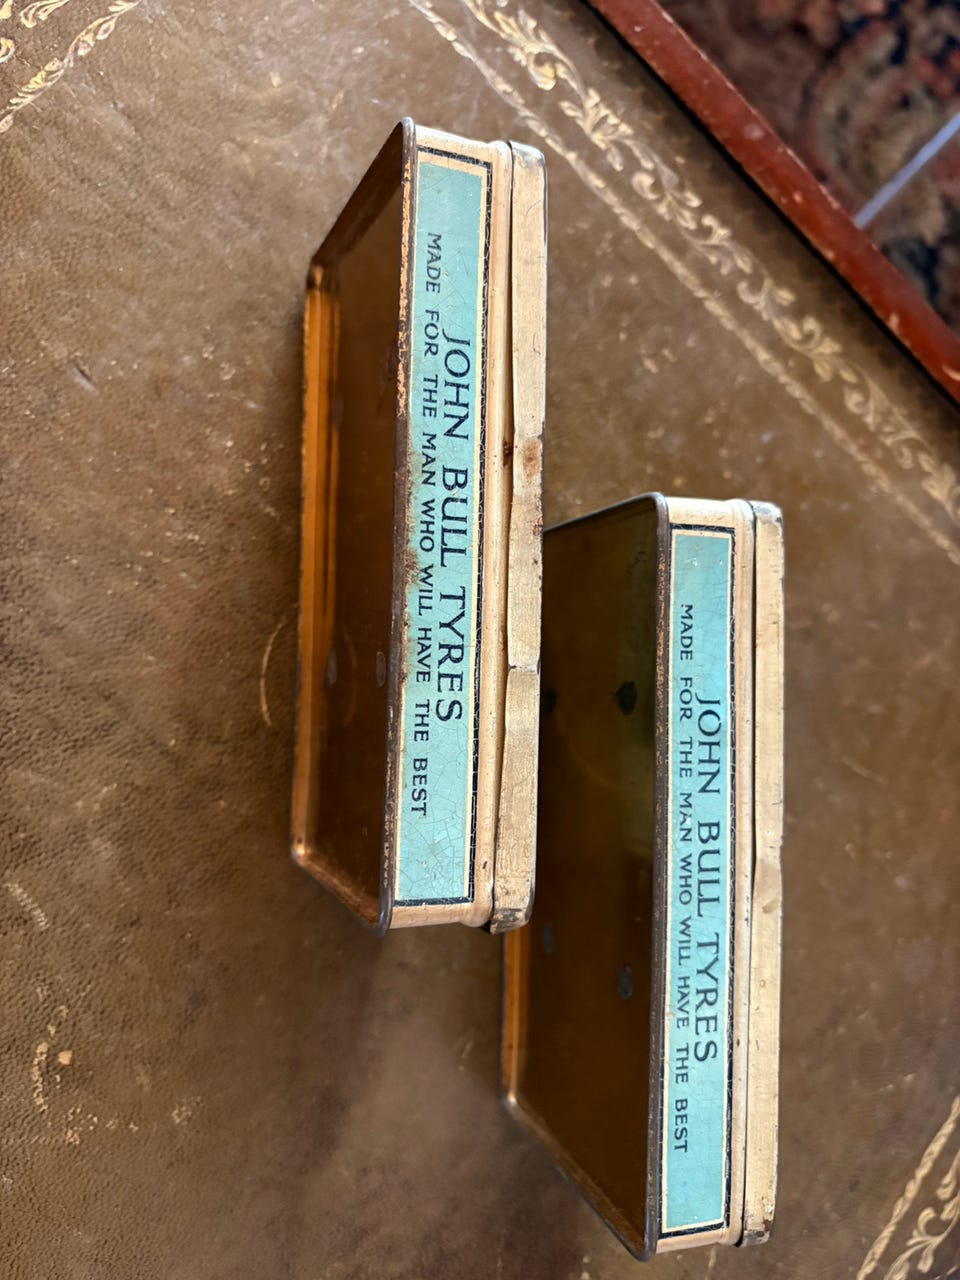 JOHN BULL TYRES
MADE FOR THE MAN WHO WILL HAVE THE BEST
JOHN BULL TYRES
MADE FOR THE MAN WHO WILL HAVE THE BEST